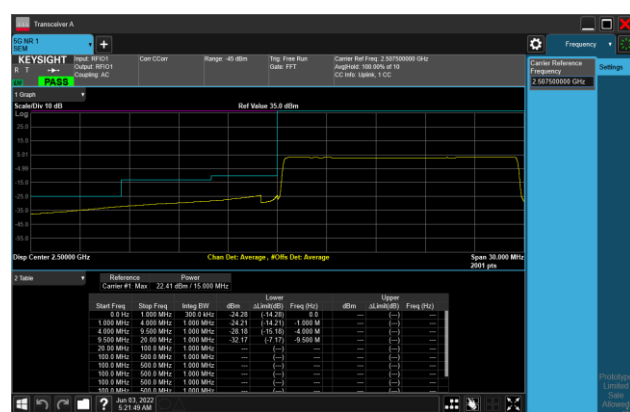 Transceiver A
5G NR 1
SEM
Frequency
KEYSIGHT Input: RFIO1 Corr CCorr Range: -45 dBm Trig: Free Run Carrier Ref Freq: 2.507500000 GHz
R T Output: RFIO1 Gate: FFT Avg|Hold: 100.00% of 10
Coupling: AC CC Info: Uplink, 1 CC
PASS
Carrier Reference Frequency
2.507500000 GHz
Settings
1 Graph
Scale/Div 10 dB Ref Value 35.0 dBm
Log
25.0
15.0
5.01
-4.99
-15.0
-25.0
-35.0
-45.0
-55.0
Disp Center 2.50000 GHz Chan Det: Average , #Offs Det: Average Span 30.000 MHz
2001 pts
2 Table
Reference Power
Carrier #1: Max 22.41 dBm / 15.000 MHz
Lower Upper
Start Freq Stop Freq Integ BW dBm ΔLimit(dB) Freq (Hz) dBm ΔLimit(dB) Freq (Hz)
0.0 Hz 1.000 MHz 300.0 kHz -24.28 (-14.28) 0.0 --- (---) ---
1.000 MHz 4.000 MHz 1.000 MHz -24.21 (-14.21) -1.000 M --- (---) ---
4.000 MHz 9.500 MHz 1.000 MHz -28.18 (-15.18) -4.000 M --- (---) ---
9.500 MHz 20.00 MHz 1.000 MHz -32.17 (-7.17) -9.500 M --- (---) ---
20.00 MHz 100.0 MHz 1.000 MHz --- (---) --- --- (---) ---
100.0 MHz 500.0 MHz 1.000 MHz --- (---) --- --- (---) ---
100.0 MHz 500.0 MHz 1.000 MHz --- (---) --- --- (---) ---
100.0 MHz 500.0 MHz 1.000 MHz --- (---) --- --- (---) ---
100.0 MHz 500.0 MHz 1.000 MHz --- (---) --- --- (---) ---
100.0 MHz 500.0 MHz 1.000 MHz --- (---) --- --- (---) ---
Prototype
Limited
Sale
Allowed
? Jun 03, 2022
5:21:49 AM